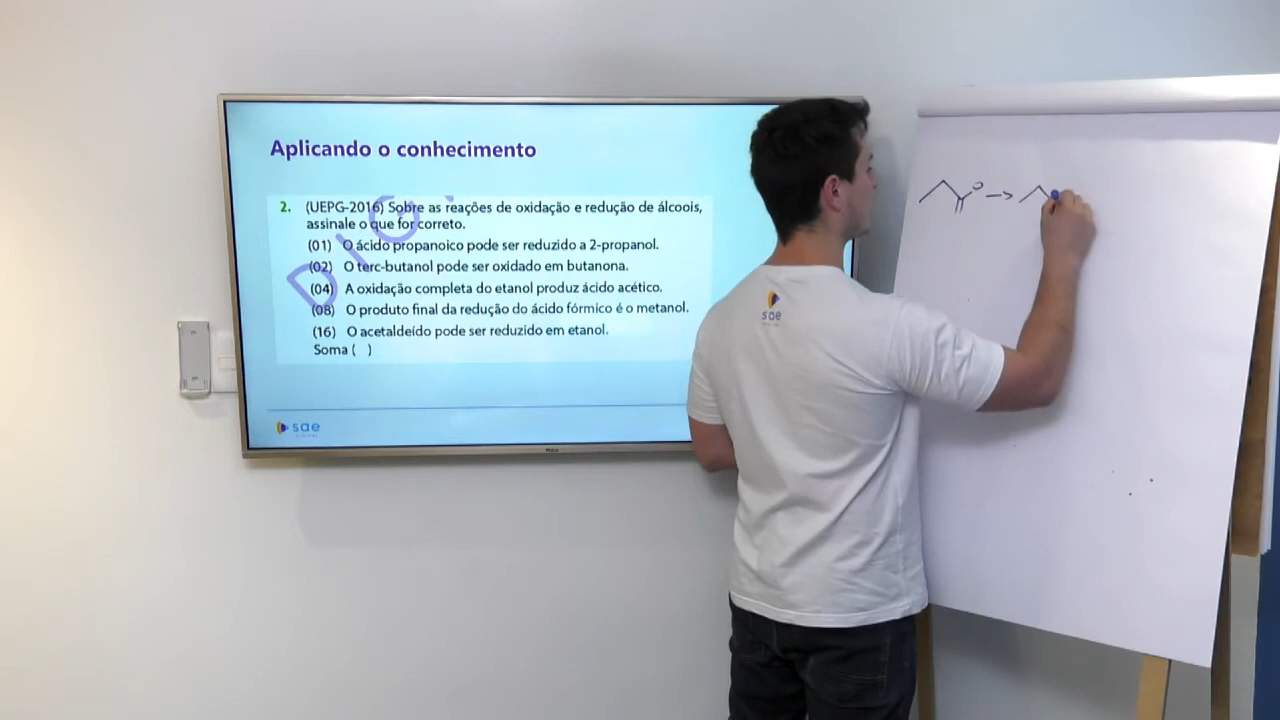 Aplicando o conhecimento
2. (UEPG-2016) Sobre as reações de oxidação e redução de álcoois,
assinale o que for correto.
(01) O ácido propanoico pode ser reduzido a 2-propanol.
(02) O terc-butanol pode ser oxidado em butanona.
(04) A oxidação completa do etanol produz ácido acético.
(08) O produto final da redução do ácido fórmico é o metanol.
(16) O acetaldeído pode ser reduzido em etanol.
Soma ( )
sae
sae